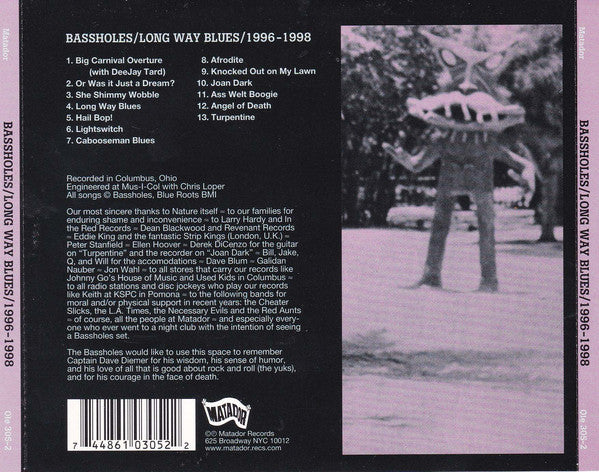 Matador
BASSHOLES/LONG WAY BLUES/1996-1998
Ole 305-2
BASSHOLES/LONG WAY BLUES/1996-1998
1. Big Carnival Overture
(with DeeJay Tard)
2. Or Was it Just a Dream?
3. She Shimmy Wobble
4. Long Way Blues
5. Hail Bop!
6. Lightswitch
7. Cabooseman Blues
8. Afrodite
9. Knocked Out on My Lawn
10. Joan Dark
11. Ass Welt Boogie
12. Angel of Death
13. Turpentine
Recorded in Columbus, Ohio
Engineered at Mus-I-Col with Chris Loper
All songs © Bassholes, Blue Roots BMI
Our most sincere thanks to Nature itself ≈ to our families for
enduring shame and inconvenience ≈ to Larry Hardy and In
the Red Records ≈ Dean Blackwood and Revenant Records
≈ Eddie King and the fantastic Strip Kings (London, U.K.) ≈
Peter Stanfield ≈ Ellen Hoover ≈ Derek DiCenzo for the guitar
on "Turpentine" and the recorder on "Joan Dark" ≈ Bill, Jake,
Q, and Will for the accomodations ≈ Dave Blum ≈ Galidan
Nauber ≈ Jon Wahl ≈ to all stores that carry our records like
Johnny Go's House of Music and Used Kids in Columbus ≈
to all radio stations and disc jockeys who play our records
like Keith at KSPC in Pomona ≈ to the following bands for
moral and/or physical support in recent years: the Cheater
Slicks, the L.A. Times, the Necessary Evils and the Red Aunts
≈ of course, all the people at Matador ≈ and especially every-
one who ever went to a night club with the intention of seeing
a Bassholes set.
The Bassholes would like to use this space to remember
Captain Dave Diemer for his wisdom, his sense of humor,
and his love of all that is good about rock and roll (the yuks),
and for his courage in the face of death.
7 44861 03052 2
MATADOR
©℗ Matador Records
625 Broadway NYC 10012
www.matador.recs.com
Matador
BASSHOLES/LONG WAY BLUES/1996-1998
Ole 305-2